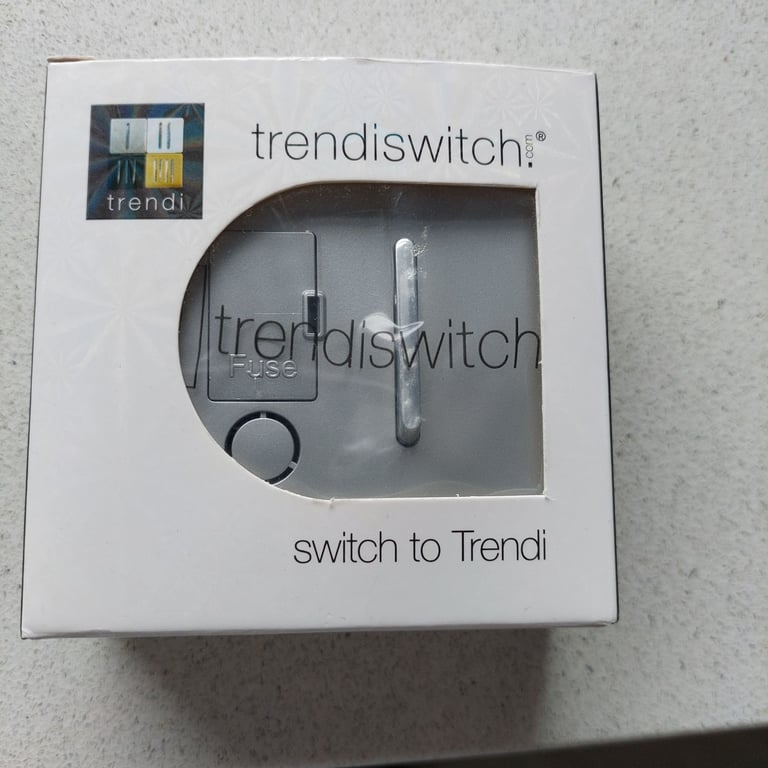 trendiswitch.com®
trendi
trendiswitch
Fuse
switch to Trendi